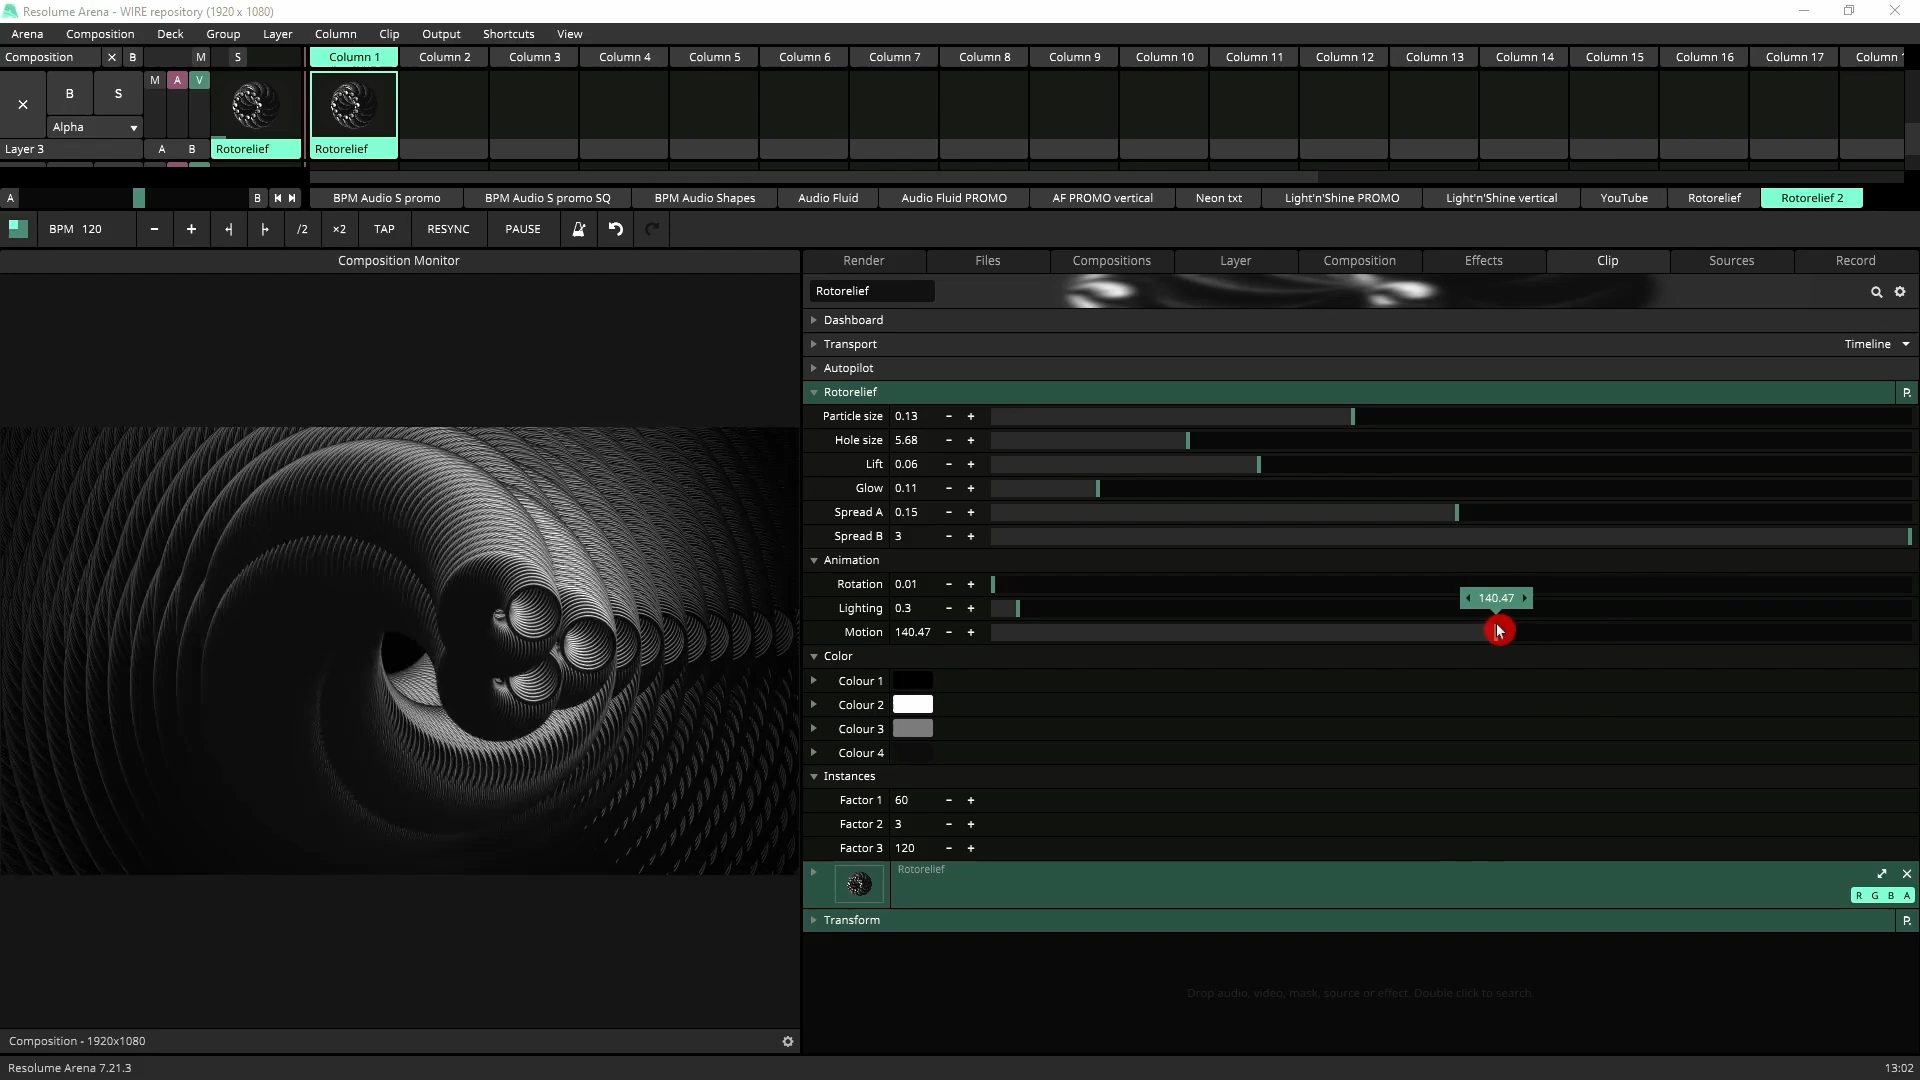 Resolume Arena - WIRE repository (1920 x 1080)
Arena Composition Deck Group Layer Column Clip Output Shortcuts View
Composition × B M S Column 1 Column 2 Column 3 Column 4 Column 5 Column 6 Column 7 Column 8 Column 9 Column 10 Column 11 Column 12 Column 13 Column 14 Column 15 Column 16 Column 17 Column
× B S M A V
Alpha
Layer 3 A B Rotorelief Rotorelief
A B BPM Audio S promo BPM Audio S promo SQ BPM Audio Shapes Audio Fluid Audio Fluid PROMO AF PROMO vertical Neon txt Light'n'Shine PROMO Light'n'Shine vertical YouTube Rotorelief Rotorelief 2
BPM 120 - + /2 ×2 TAP RESYNC PAUSE
Composition Monitor Render Files Compositions Layer Composition Effects Clip Sources Record
Rotorelief
Dashboard
Transport Timeline
Autopilot
Rotorelief P.
Particle size 0.13 - +
Hole size 5.68 - +
Lift 0.06 - +
Glow 0.11 - +
Spread A 0.15 - +
Spread B 3 - +
Animation
Rotation 0.01 - +
140.47
Lighting 0.3 - +
Motion 140.47 - +
Color
Colour 1
Colour 2
Colour 3
Colour 4
Instances
Factor 1 60 - +
Factor 2 3 - +
Factor 3 120 - +
Rotorelief
R G B A
Transform P.
Drop audio, video, mask, source or effect. Double click to search.
Composition - 1920x1080
Resolume Arena 7.21.3 13:02